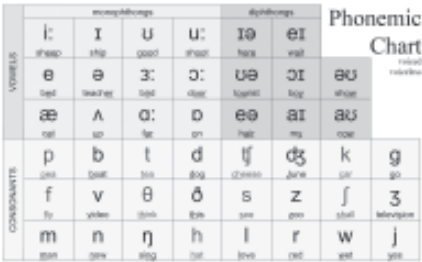 monophthongs diphthongs
Phonemic
Chart
voiced
voiceless
VOWELS
iː ɪ ʊ uː ɪə eɪ
sheep ship good shoot here wait
e ə ɜː ɔː ʊə ɔɪ əʊ
bed teacher bird door tourist boy show
æ ʌ ɑː ɒ eə aɪ aʊ
cat up far on hair my cow
CONSONANTS
p b t d ʧ ʤ k g
pea boat tea dog cheese June car go
f v θ ð s z ʃ ʒ
fly video think this see zoo shall television
m n ŋ h l r w j
man now sing hat love red wet yes